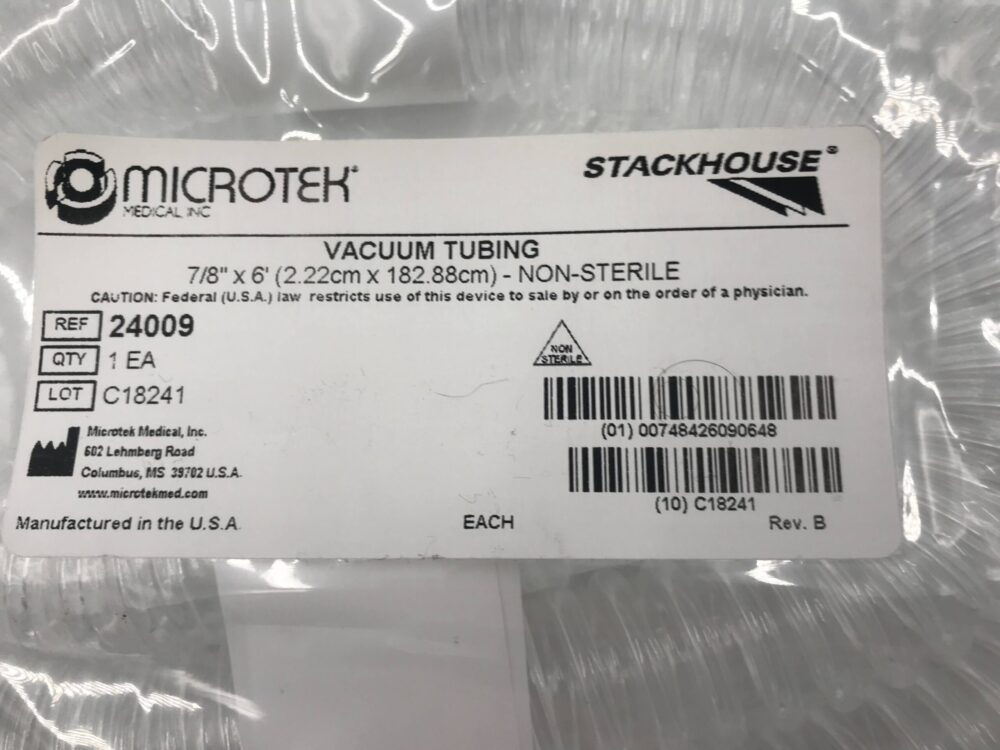 MICROTEK
MEDICAL INC
STACKHOUSE®
VACUUM TUBING
7/8" x 6' (2.22cm x 182.88cm) - NON-STERILE
CAUTION: Federal (U.S.A.) law restricts use of this device to sale by or on the order of a physician.
REF 24009
QTY 1 EA
LOT C18241
NON
STERILE
(01) 00748426090648
(10) C18241
Microtek Medical, Inc.
602 Lehmberg Road
Columbus, MS 39702 U.S.A.
www.microtekmed.com
Manufactured in the U.S.A.
EACH
Rev. B